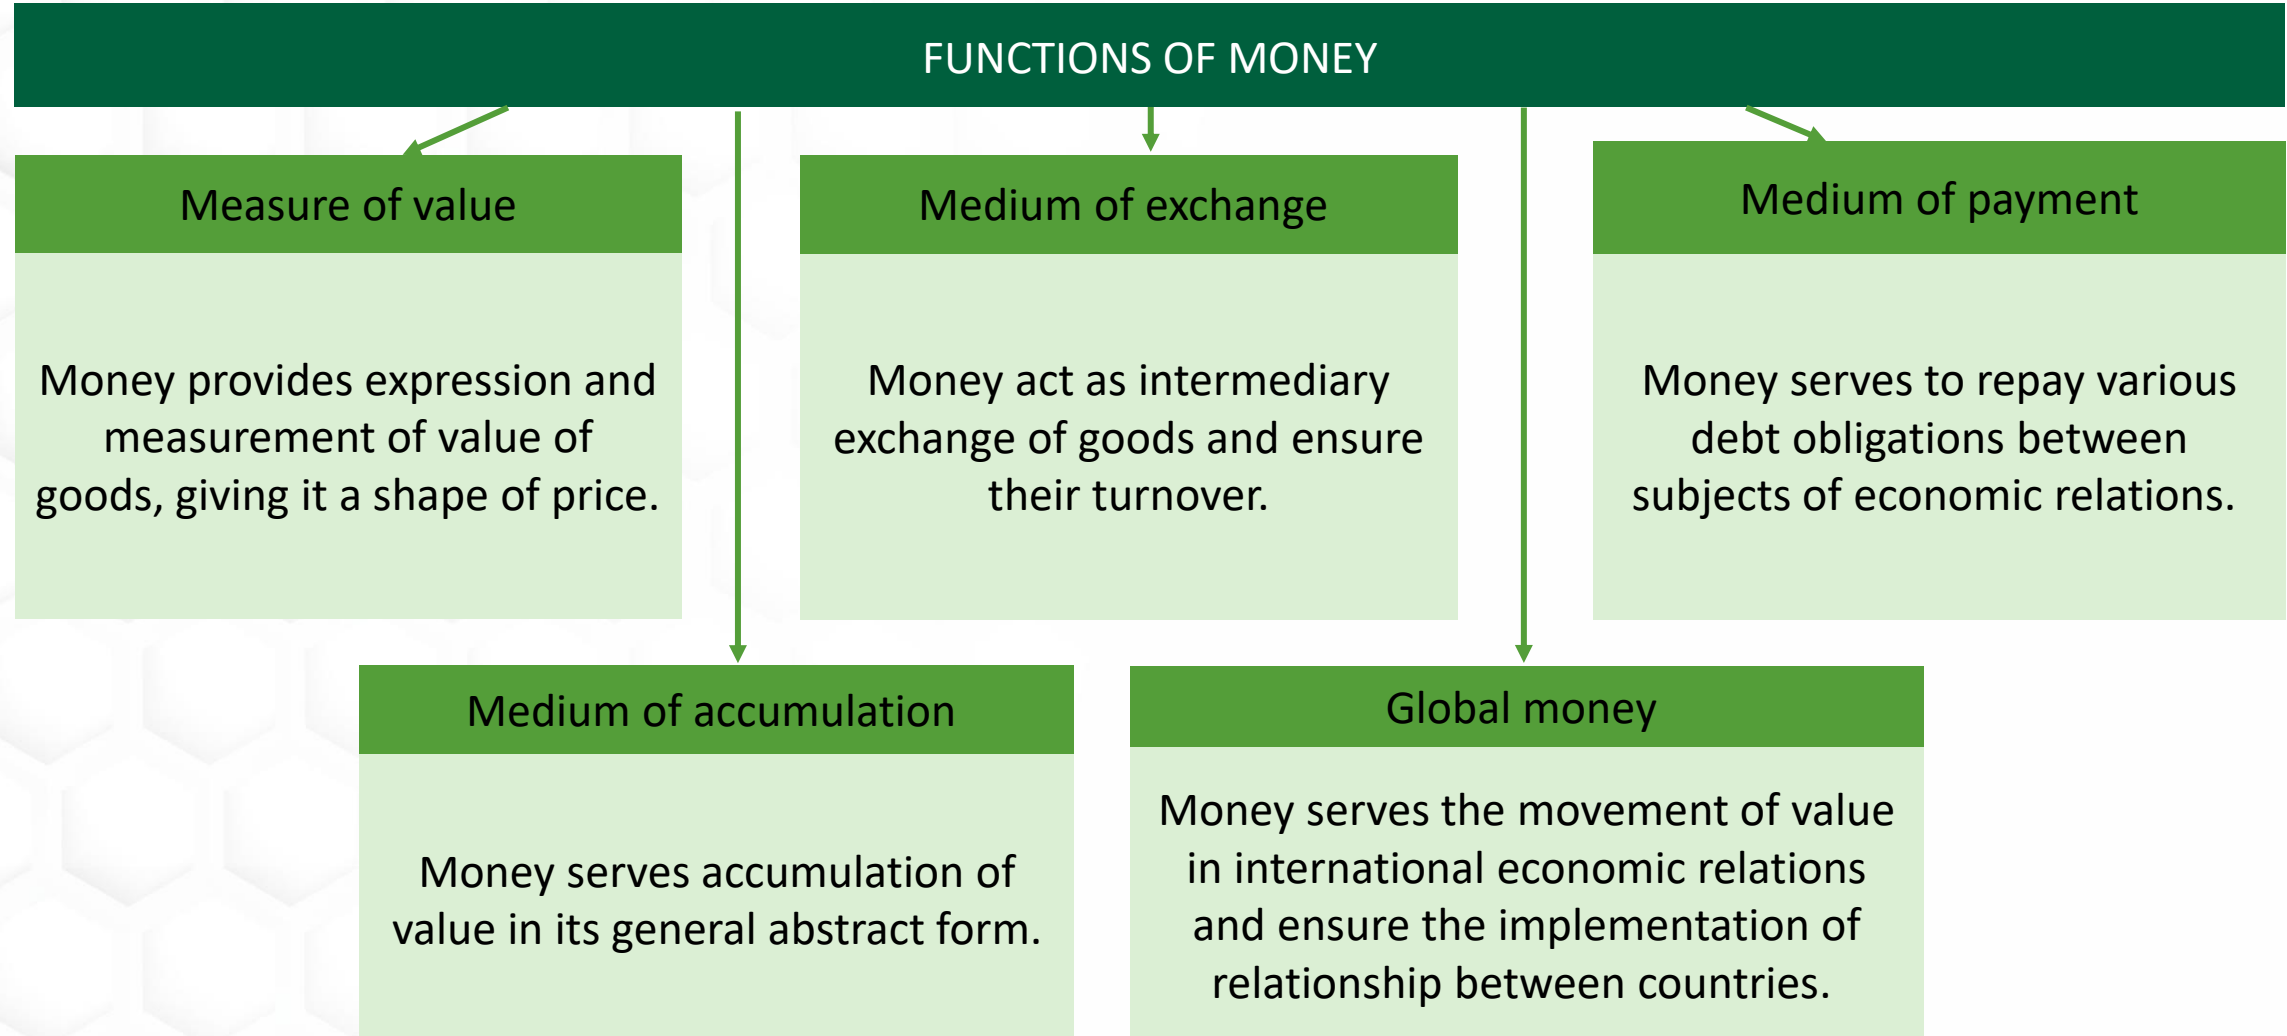 FUNCTIONS OF MONEY
Measure of value
Money provides expression and
measurement of value of
goods, giving it a shape of price.
Medium of exchange
Money act as intermediary
exchange of goods and ensure
their turnover.
Medium of payment
Money serves to repay various
debt obligations between
subjects of economic relations.
Medium of accumulation
Money serves accumulation of
value in its general abstract form.
Global money
Money serves the movement of value
in international economic relations
and ensure the implementation of
relationship between countries.